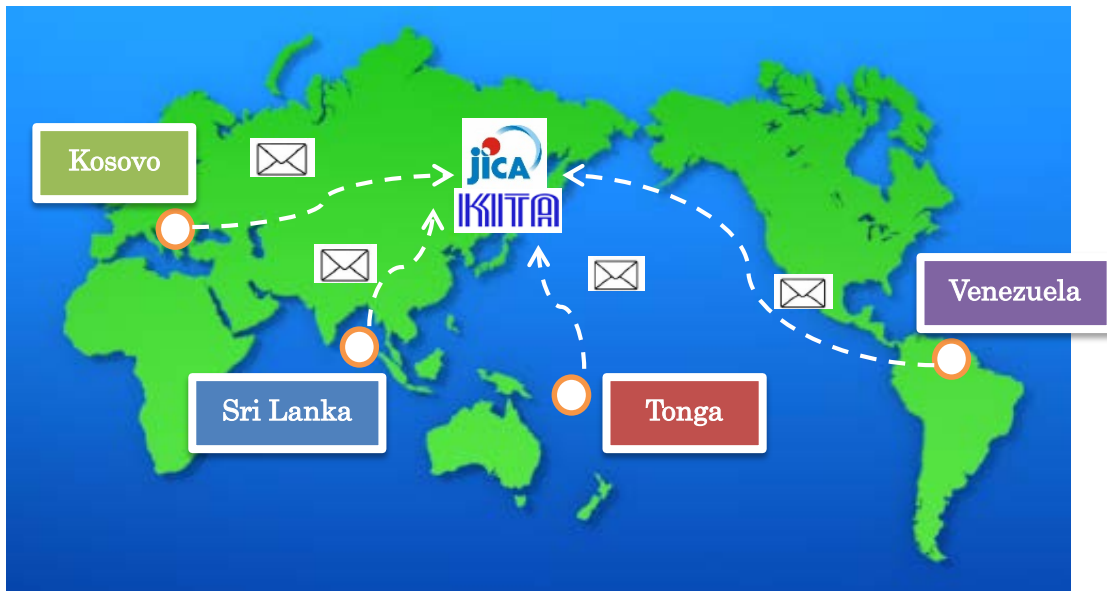 Kosovo
jICA
KITA
Venezuela
Sri Lanka
Tonga